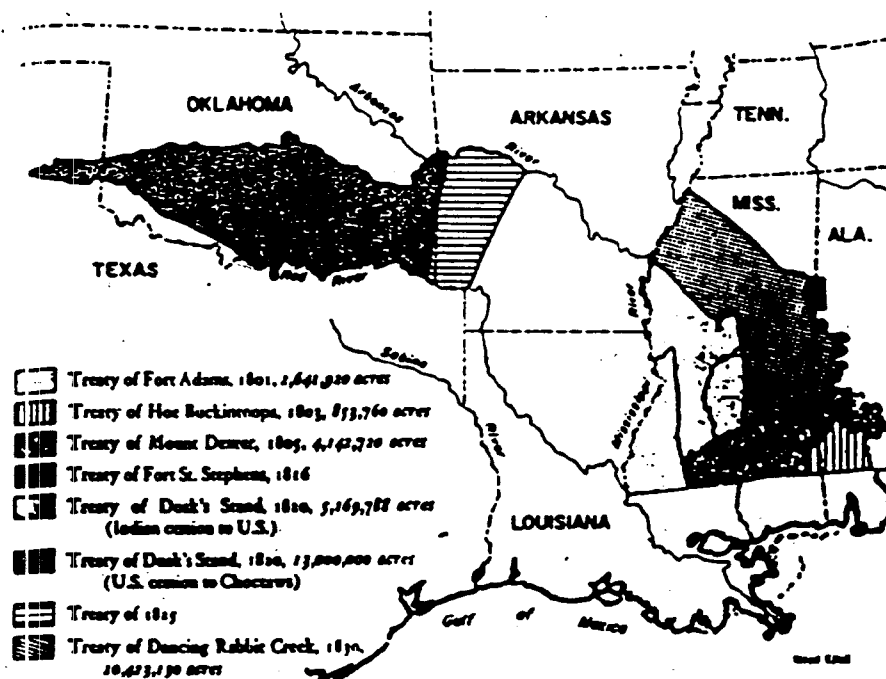 OKLAHOMA
Arkansas
River
ARKANSAS
TENN.
MISS.
ALA.
TEXAS
Red River
Sabine
River
Mississippi
River
LOUISIANA
Gulf of Mexico
Treaty of Fort Adams, 1801, 2,641,920 acres
Treaty of Hoe Buckintoopa, 1803, 853,760 acres
Treaty of Mount Dexter, 1805, 4,142,720 acres
Treaty of Fort St. Stephens, 1816
Treaty of Doak's Stand, 1820, 5,169,788 acres
(Indian cession to U.S.)
Treaty of Doak's Stand, 1820, 13,000,000 acres
(U.S. cession to Choctaws)
Treaty of 1825
Treaty of Dancing Rabbit Creek, 1830,
10,423,130 acres